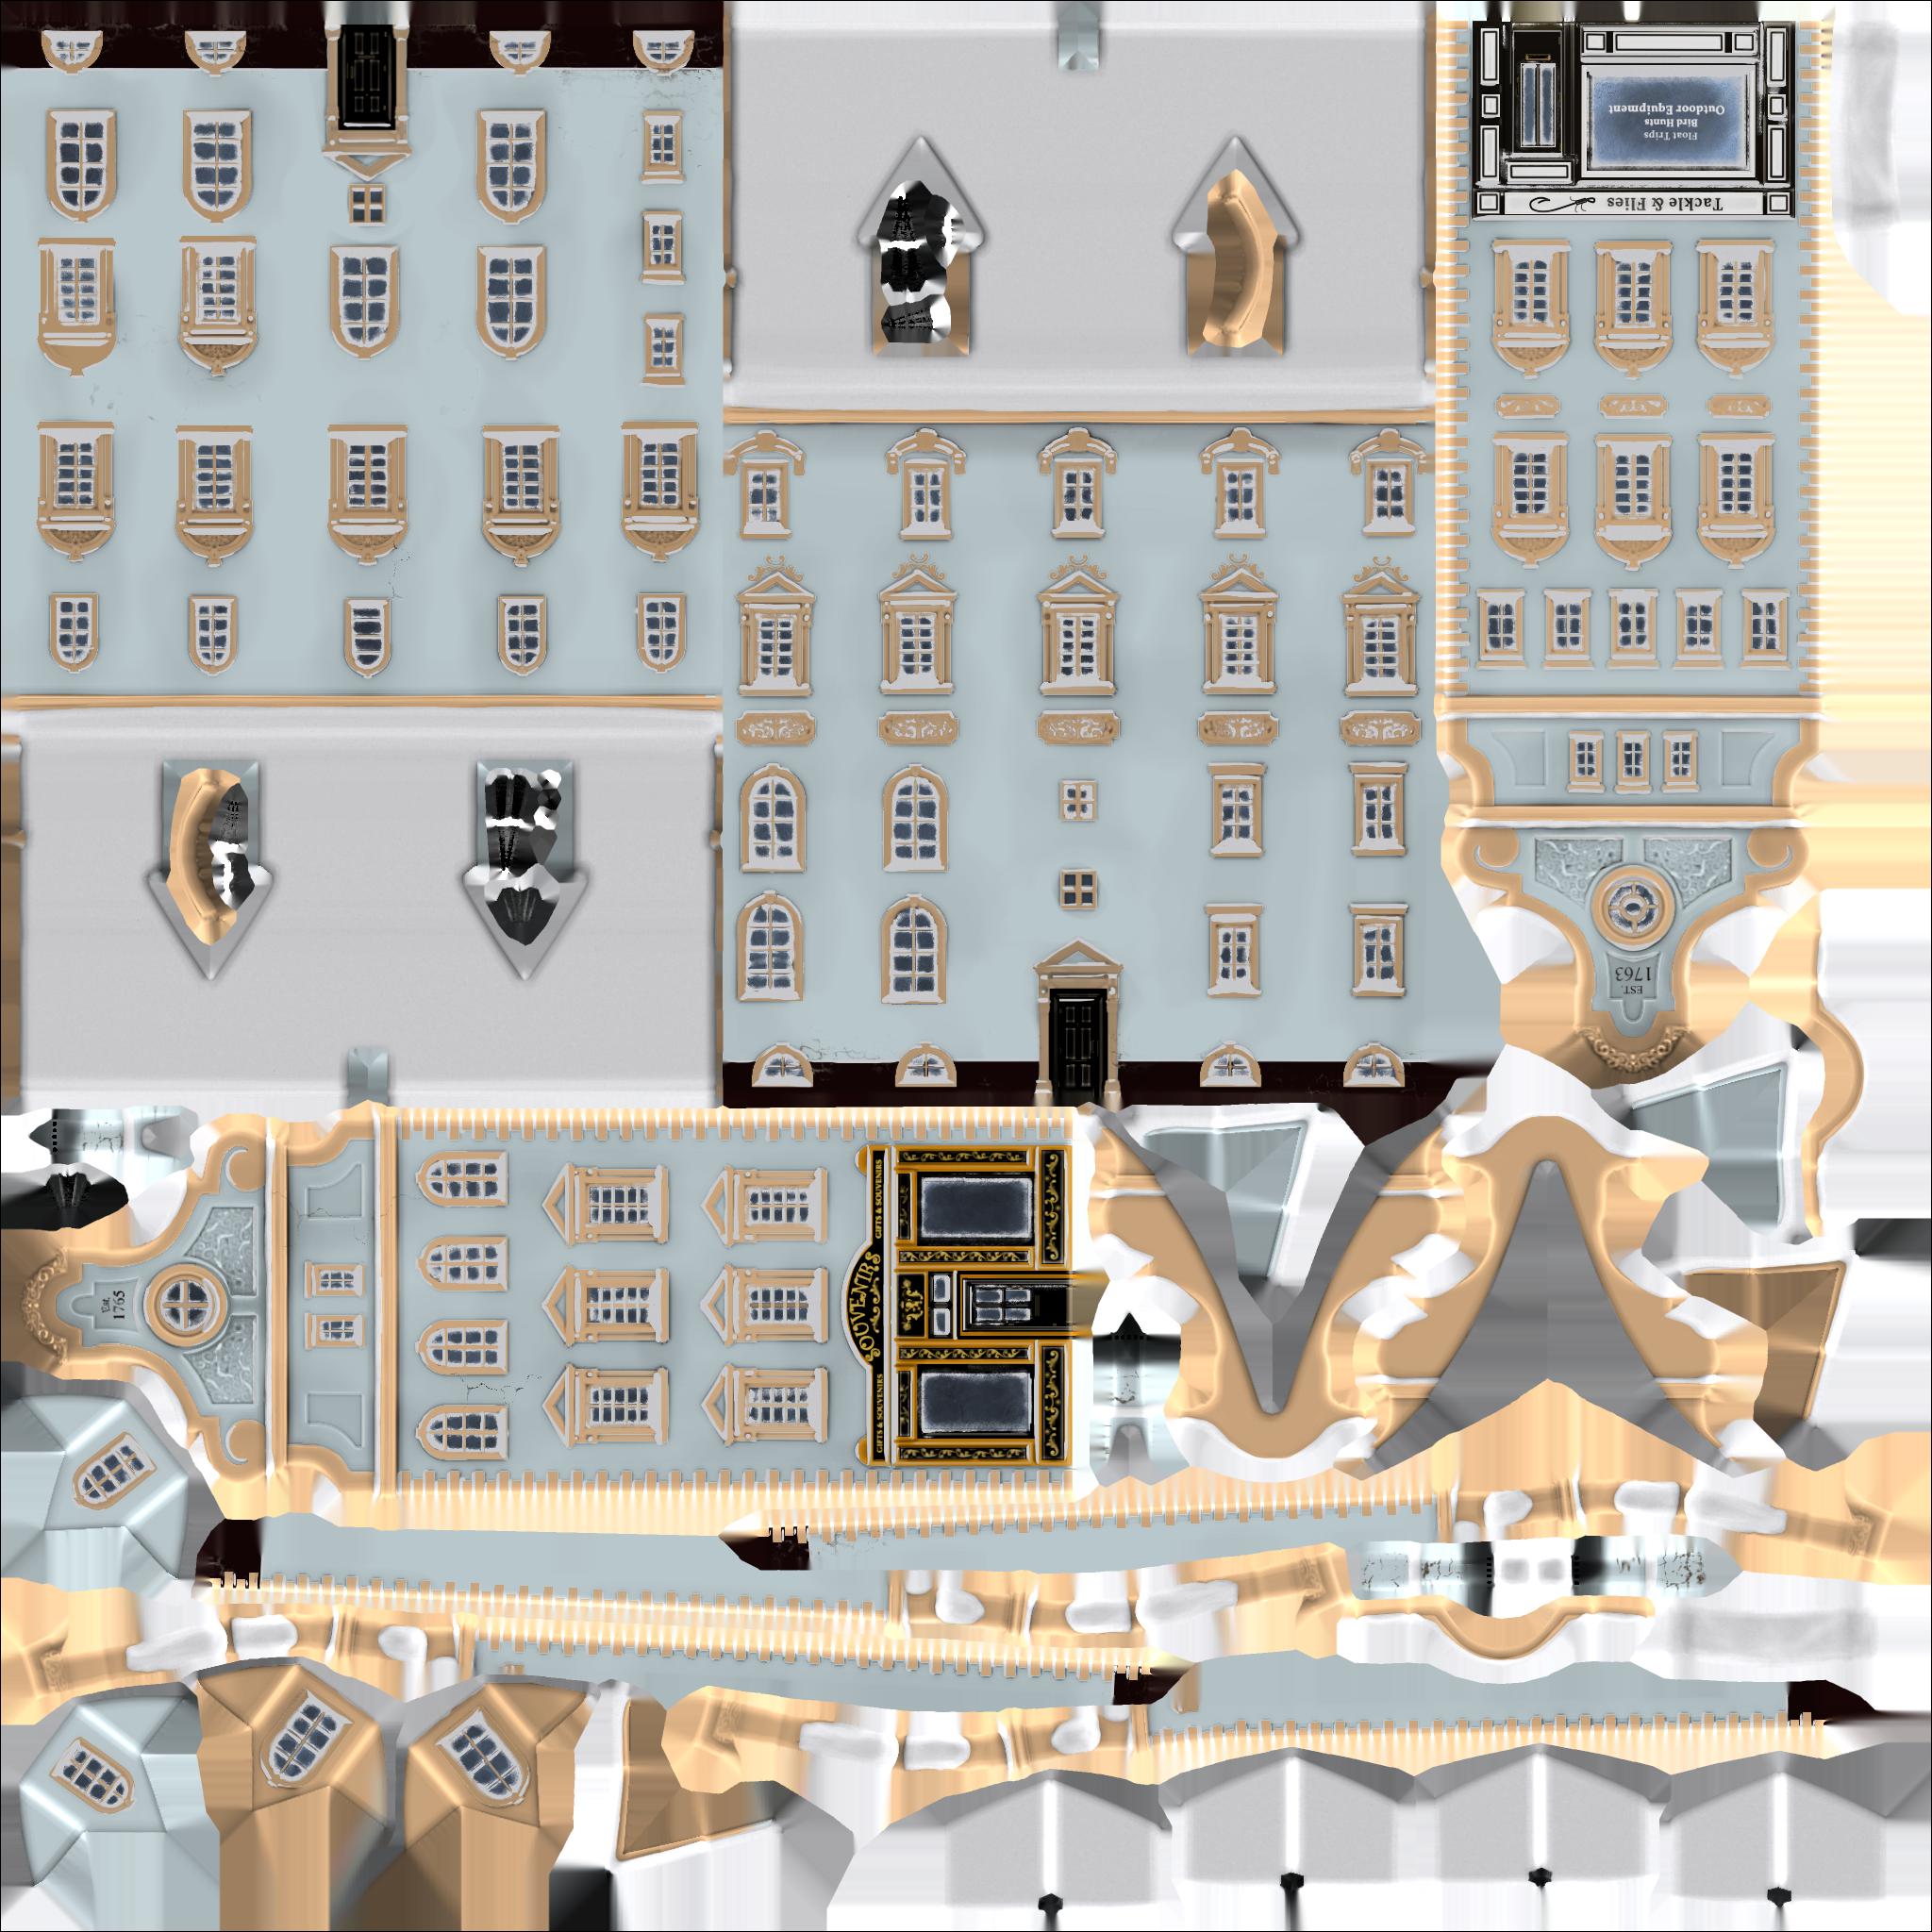 Tackle & Flies
Float Trips
Bird Hunts
Outdoor Equipment
EST.
1763
Est.
1765
GIFTS & SOUVENIRS
SOUVENIRS
GIFTS & SOUVENIRS